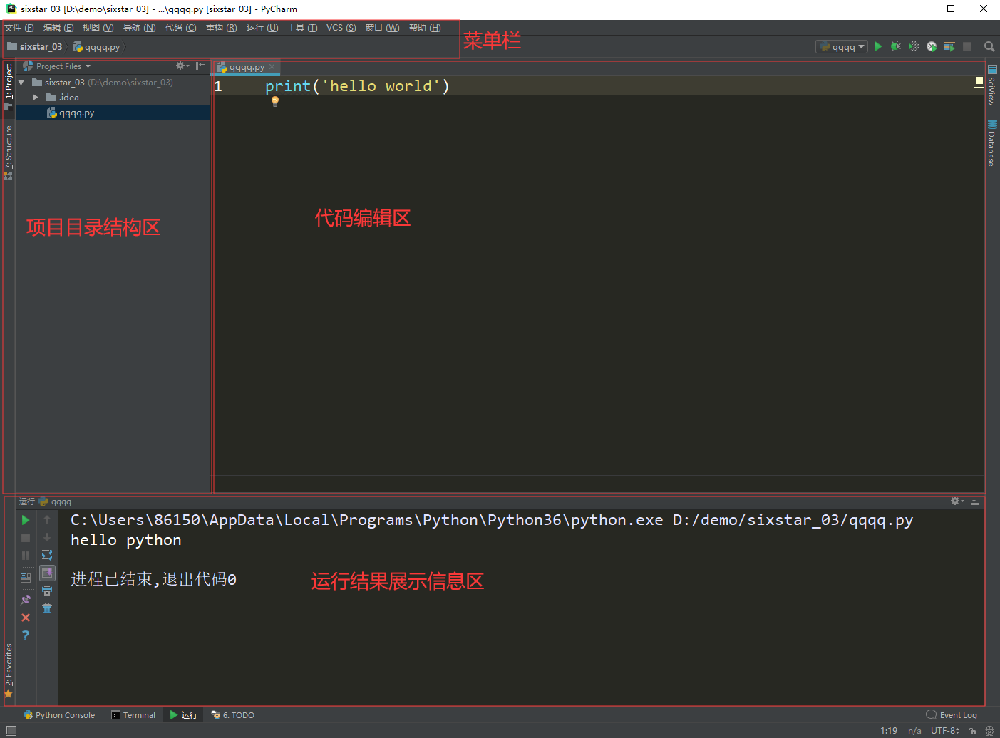 sixstar_03 [D:\demo\sixstar_03] - ...\qqqq.py [sixstar_03] - PyCharm
文件 (F) 编辑 (E) 视图 (V) 导航 (N) 代码 (C) 重构 (R) 运行 (U) 工具 (T) VCS (S) 窗口 (W) 帮助 (H)
菜单栏
sixstar_03 qqqq.py
qqqq
Project Files
qqqq.py
1: Project
7: Structure
sixstar_03 (D:\demo\sixstar_03)
.idea
qqqq.py
1 print('hello world')
SciView
Database
项目目录结构区
代码编辑区
运行 qqqq
C:\Users\86150\AppData\Local\Programs\Python\Python36\python.exe D:/demo/sixstar_03/qqqq.py
hello python
进程已结束,退出代码0
运行结果展示信息区
2: Favorites
Python Console Terminal 运行 6: TODO Event Log
1:19 n/a UTF-8